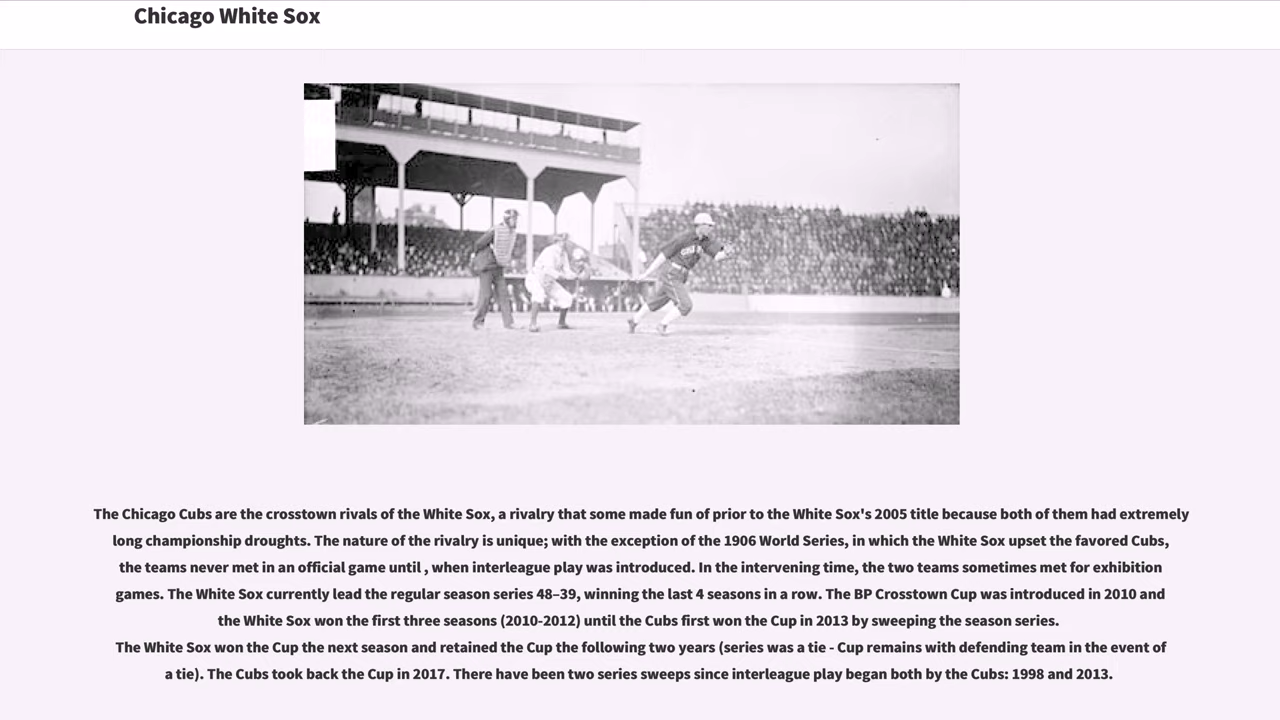 Chicago White Sox
The Chicago Cubs are the crosstown rivals of the White Sox, a rivalry that some made fun of prior to the White Sox's 2005 title because both of them had extremely
long championship droughts. The nature of the rivalry is unique; with the exception of the 1906 World Series, in which the White Sox upset the favored Cubs,
the teams never met in an official game until , when interleague play was introduced. In the intervening time, the two teams sometimes met for exhibition
games. The White Sox currently lead the regular season series 48–39, winning the last 4 seasons in a row. The BP Crosstown Cup was introduced in 2010 and
the White Sox won the first three seasons (2010-2012) until the Cubs first won the Cup in 2013 by sweeping the season series.
The White Sox won the Cup the next season and retained the Cup the following two years (series was a tie - Cup remains with defending team in the event of
a tie). The Cubs took back the Cup in 2017. There have been two series sweeps since interleague play began both by the Cubs: 1998 and 2013.